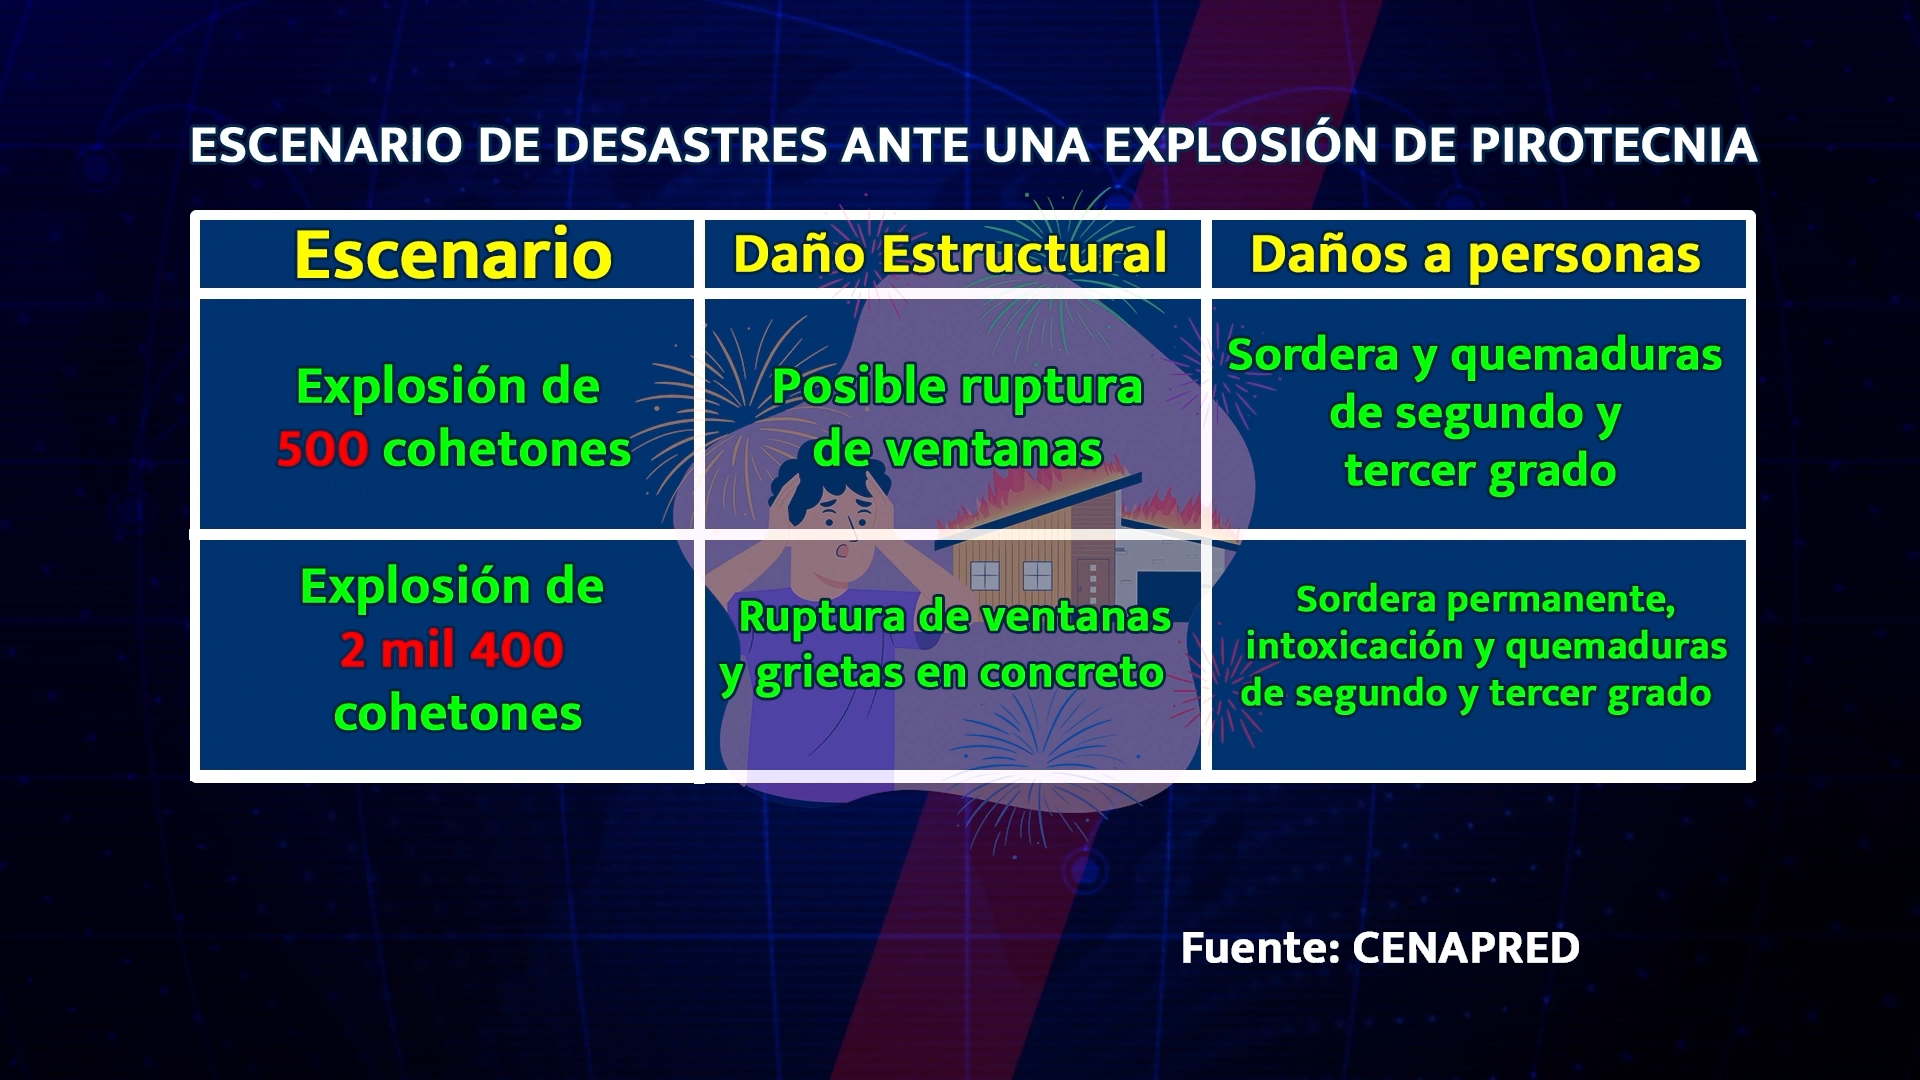 ESCENARIO DE DESASTRES ANTE UNA EXPLOSIÓN DE PIROTECNIA
Escenario
Daño Estructural
Daños a personas
Explosión de
500 cohetones
Posible ruptura
de ventanas
Sordera y quemaduras
de segundo y
tercer grado
Explosión de
2 mil 400
cohetones
Ruptura de ventanas
y grietas en concreto
Sordera permanente,
intoxicación y quemaduras
de segundo y tercer grado
Fuente: CENAPRED